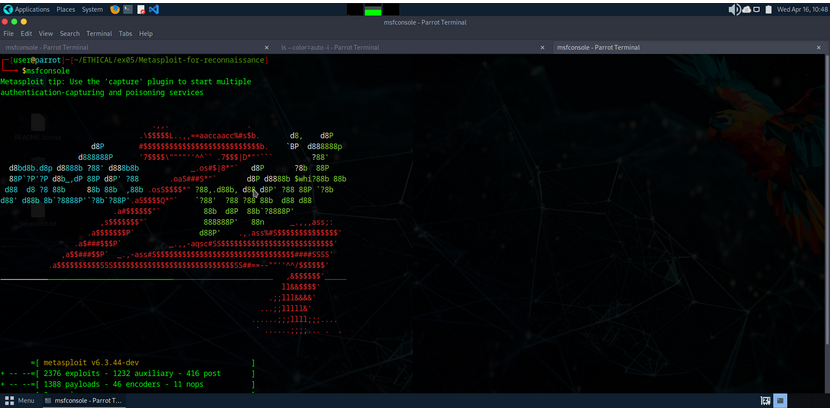 Applications Places System
Wed Apr 16, 10:48
msfconsole - Parrot Terminal
File Edit View Search Terminal Tabs Help
msfconsole - Parrot Terminal × ls --color=auto -l - Parrot Terminal × msfconsole - Parrot Terminal ×
[user@parrot]-[~/ETHICAL/ex05/Metasploit-for-reconnaissance]
$msfconsole
Metasploit tip: Use the 'capture' plugin to start multiple
authentication-capturing and poisoning services
=[ metasploit v6.3.44-dev ]
+ -- --=[ 2376 exploits - 1232 auxiliary - 416 post ]
+ -- --=[ 1388 payloads - 46 encoders - 11 nops ]
Menu msfconsole - Parrot T...